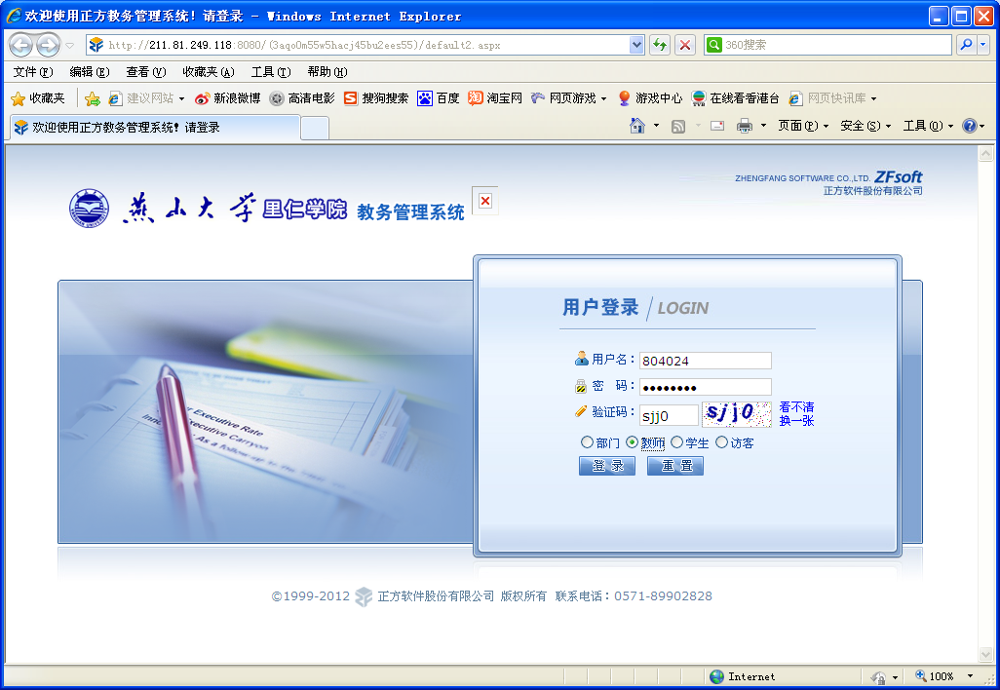 欢迎使用正方教务管理系统！请登录 - Windows Internet Explorer
http://211.81.249.118:8080/(3aqo0m55w5hacj45bu2ees55)/default2.aspx
360搜索
文件(F) 编辑(E) 查看(V) 收藏夹(A) 工具(T) 帮助(H)
收藏夹 建议网站 新浪微博 高清电影 搜狗搜索 百度 淘宝网 网页游戏 游戏中心 在线看香港台 网页快讯库
欢迎使用正方教务管理系统！请登录
页面(P) 安全(S) 工具(O)
ZHENGFANG SOFTWARE CO.,LTD. ZFsoft
正方软件股份有限公司
燕山大学里仁学院 教务管理系统
用户登录 / LOGIN
用户名： 804024
密 码： ●●●●●●●●
验证码： sjj0 sjj0 看不清
换一张
部门 教师 学生 访客
登 录 重 置
Executive Rate
Executive Carrier
As a follow up to the
©1999-2012 正方软件股份有限公司 版权所有 联系电话：0571-89902828
Internet 100%